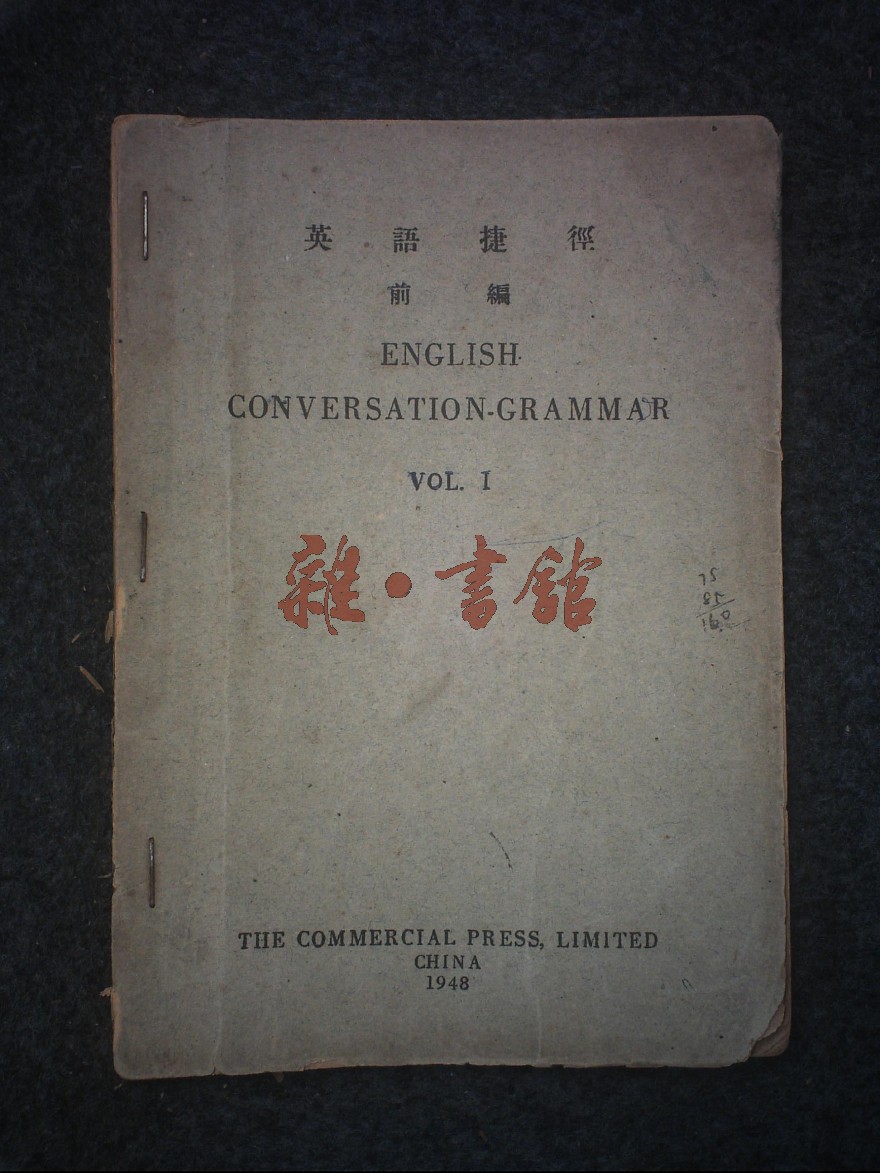 英語捷徑
前編
ENGLISH
CONVERSATION-GRAMMAR
VOL. I
雜·書館
THE COMMERCIAL PRESS, LIMITED
CHINA
1948